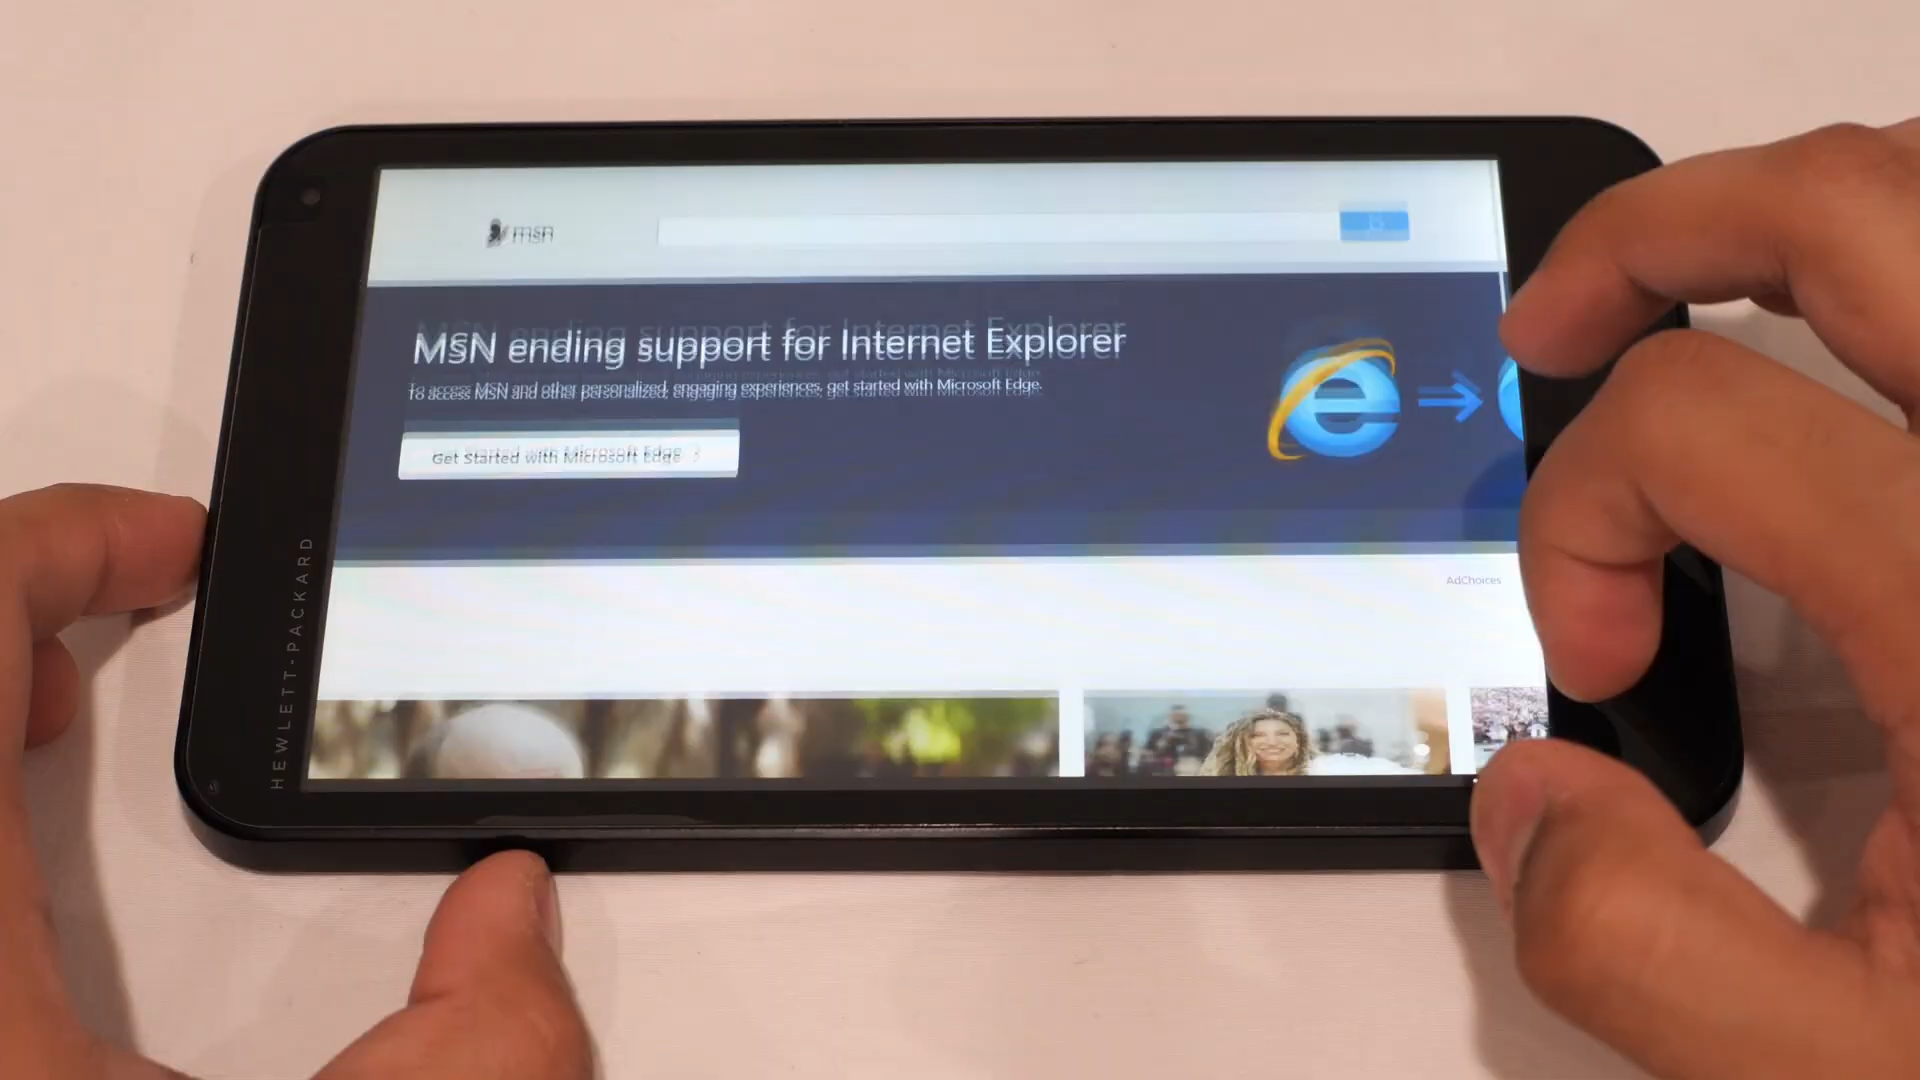 msn
MSN ending support for Internet Explorer
To access MSN and other personalized, engaging experiences, get started with Microsoft Edge.
Get Started with Microsoft Edge
AdChoices
HEWLETT-PACKARD